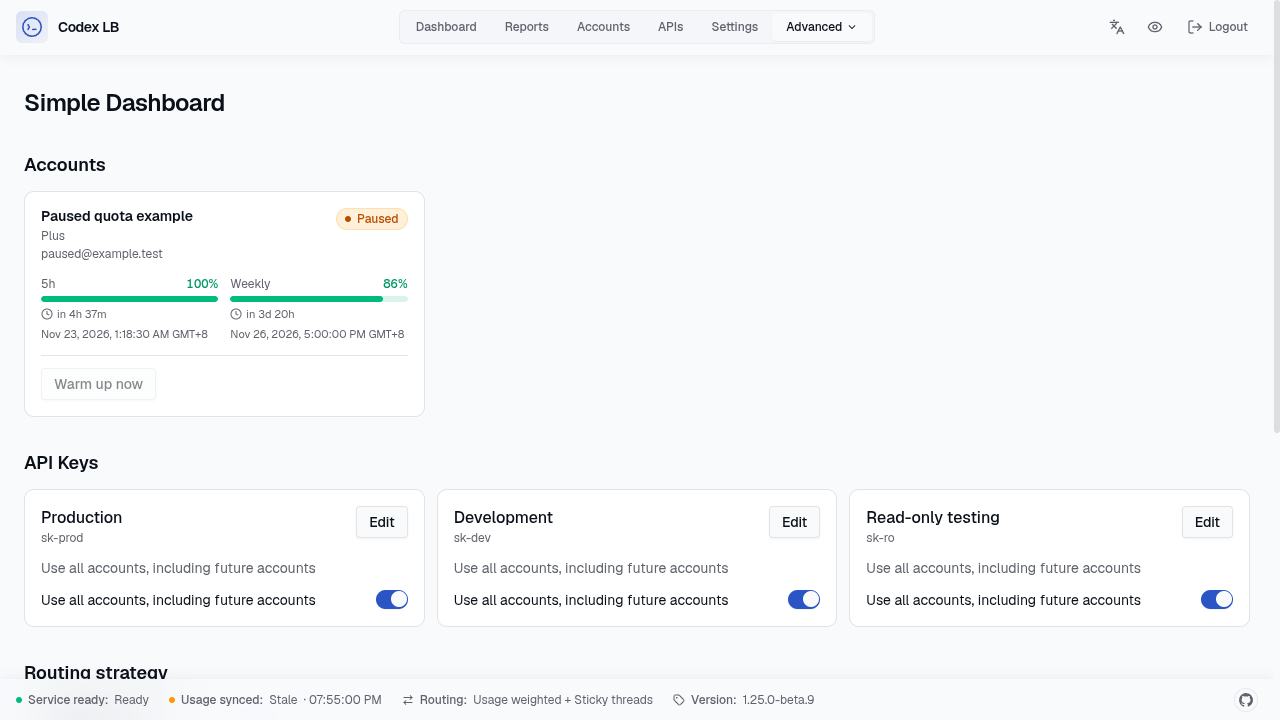 Codex LB
Dashboard
Reports
Accounts
APIs
Settings
Advanced
Logout
Simple Dashboard
Accounts
Paused quota example
Paused
Plus
paused@example.test
5h 100%
Weekly 86%
in 4h 37m
in 3d 20h
Nov 23, 2026, 1:18:30 AM GMT+8
Nov 26, 2026, 5:00:00 PM GMT+8
Warm up now
API Keys
Production
Edit
sk-prod
Use all accounts, including future accounts
Use all accounts, including future accounts
Development
Edit
sk-dev
Use all accounts, including future accounts
Use all accounts, including future accounts
Read-only testing
Edit
sk-ro
Use all accounts, including future accounts
Use all accounts, including future accounts
Routing strategy
Service ready: Ready
Usage synced: Stale · 07:55:00 PM
Routing: Usage weighted + Sticky threads
Version: 1.25.0-beta.9